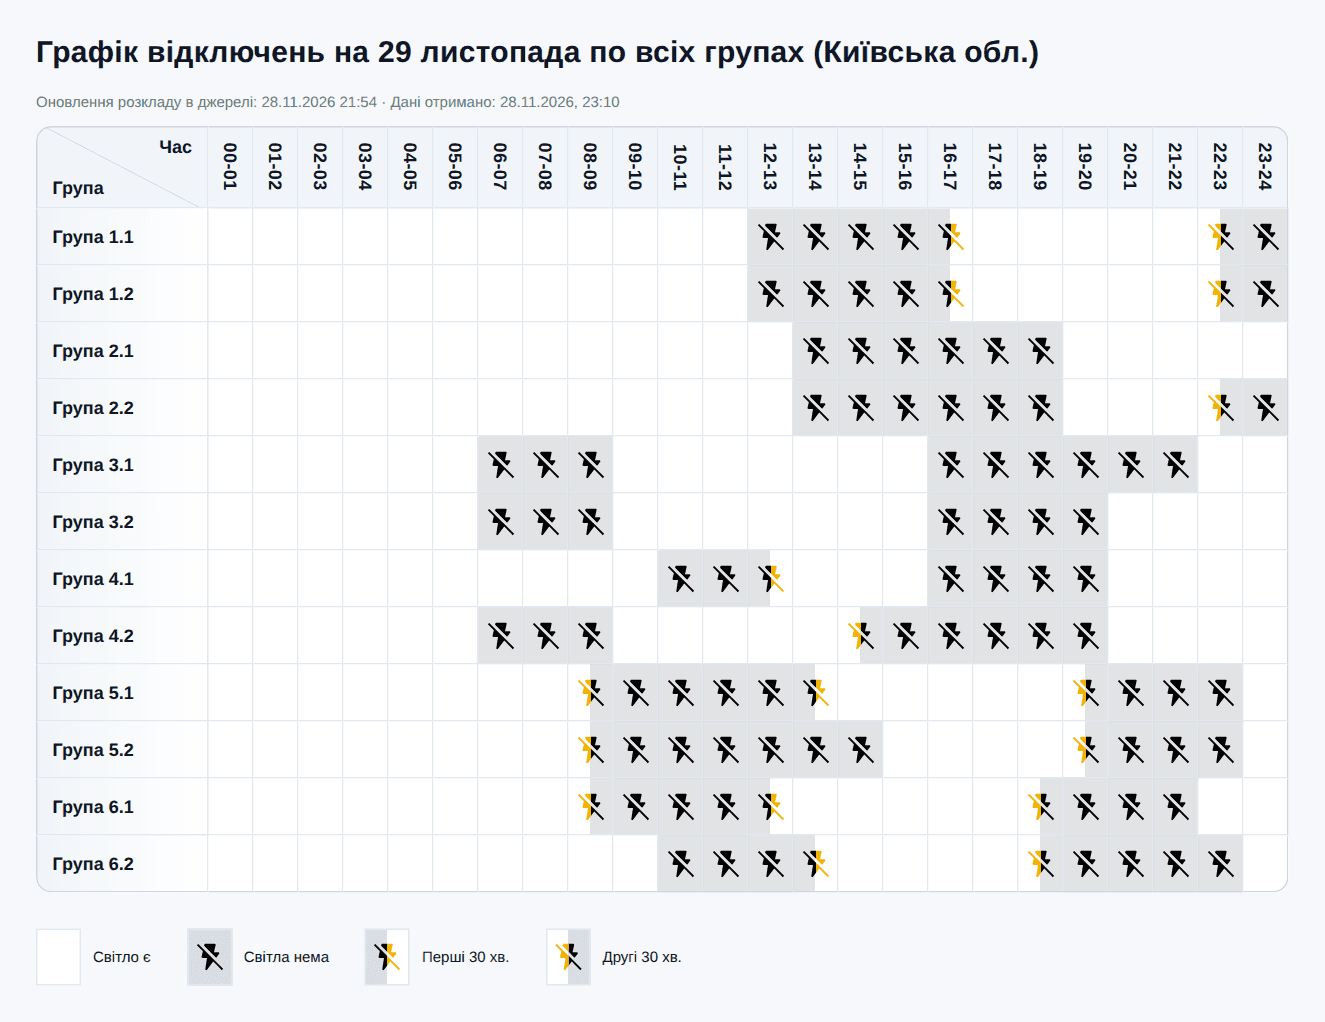 Графік відключень на 29 листопада по всіх групах (Київська обл.)
Оновлення розкладу в джерелі: 28.11.2026 21:54 · Дані отримано: 28.11.2026, 23:10
Час
Група
00-01 01-02 02-03 03-04 04-05 05-06 06-07 07-08 08-09 09-10 10-11 11-12 12-13 13-14 14-15 15-16 16-17 17-18 18-19 19-20 20-21 21-22 22-23 23-24
Група 1.1
Група 1.2
Група 2.1
Група 2.2
Група 3.1
Група 3.2
Група 4.1
Група 4.2
Група 5.1
Група 5.2
Група 6.1
Група 6.2
Світло є Світла нема Перші 30 хв. Другі 30 хв.